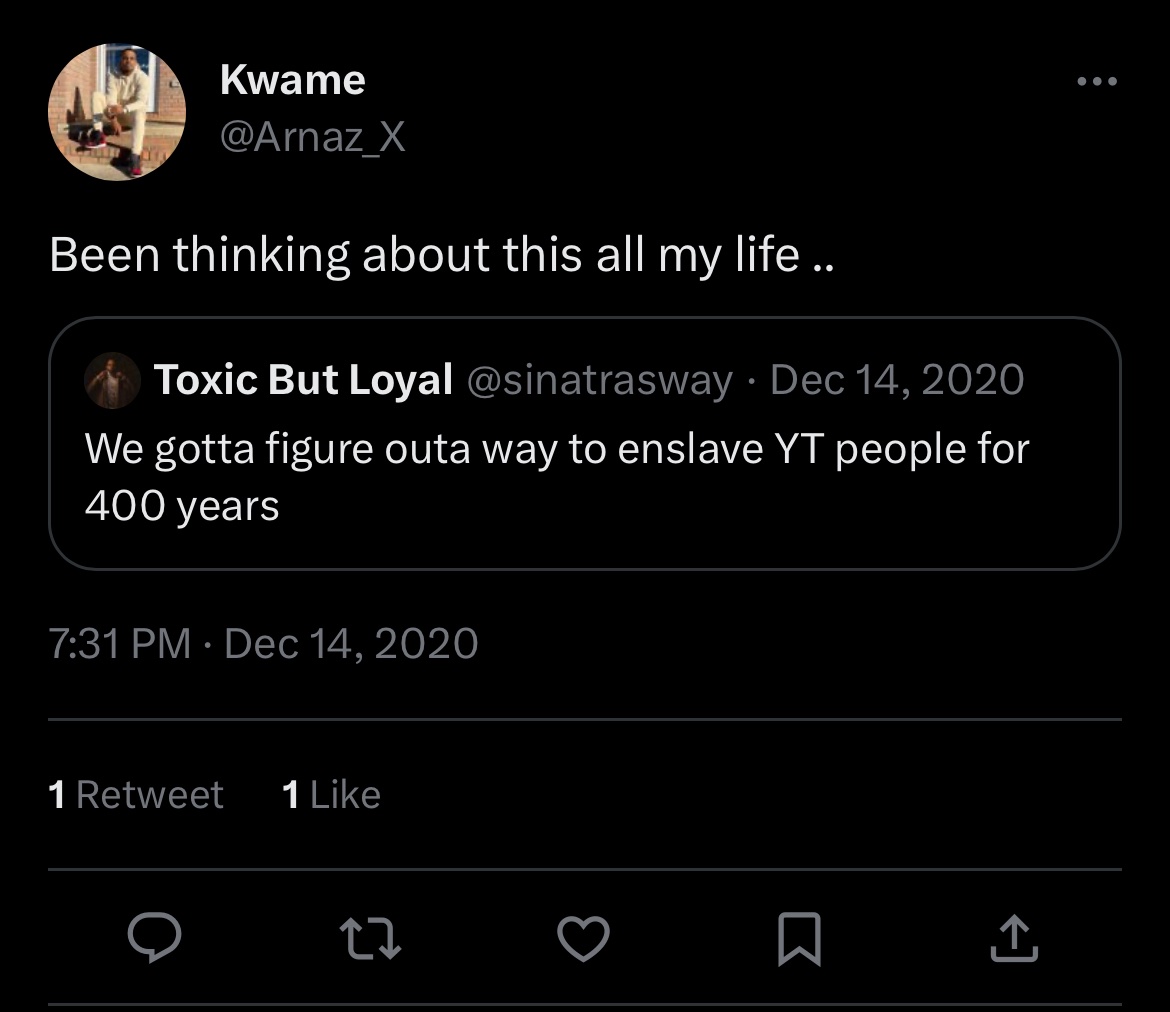 Kwame
@Arnaz_X
Been thinking about this all my life ..
Toxic But Loyal @sinatrasway · Dec 14, 2020
We gotta figure outa way to enslave YT people for
400 years
7:31 PM · Dec 14, 2020
1 Retweet 1 Like